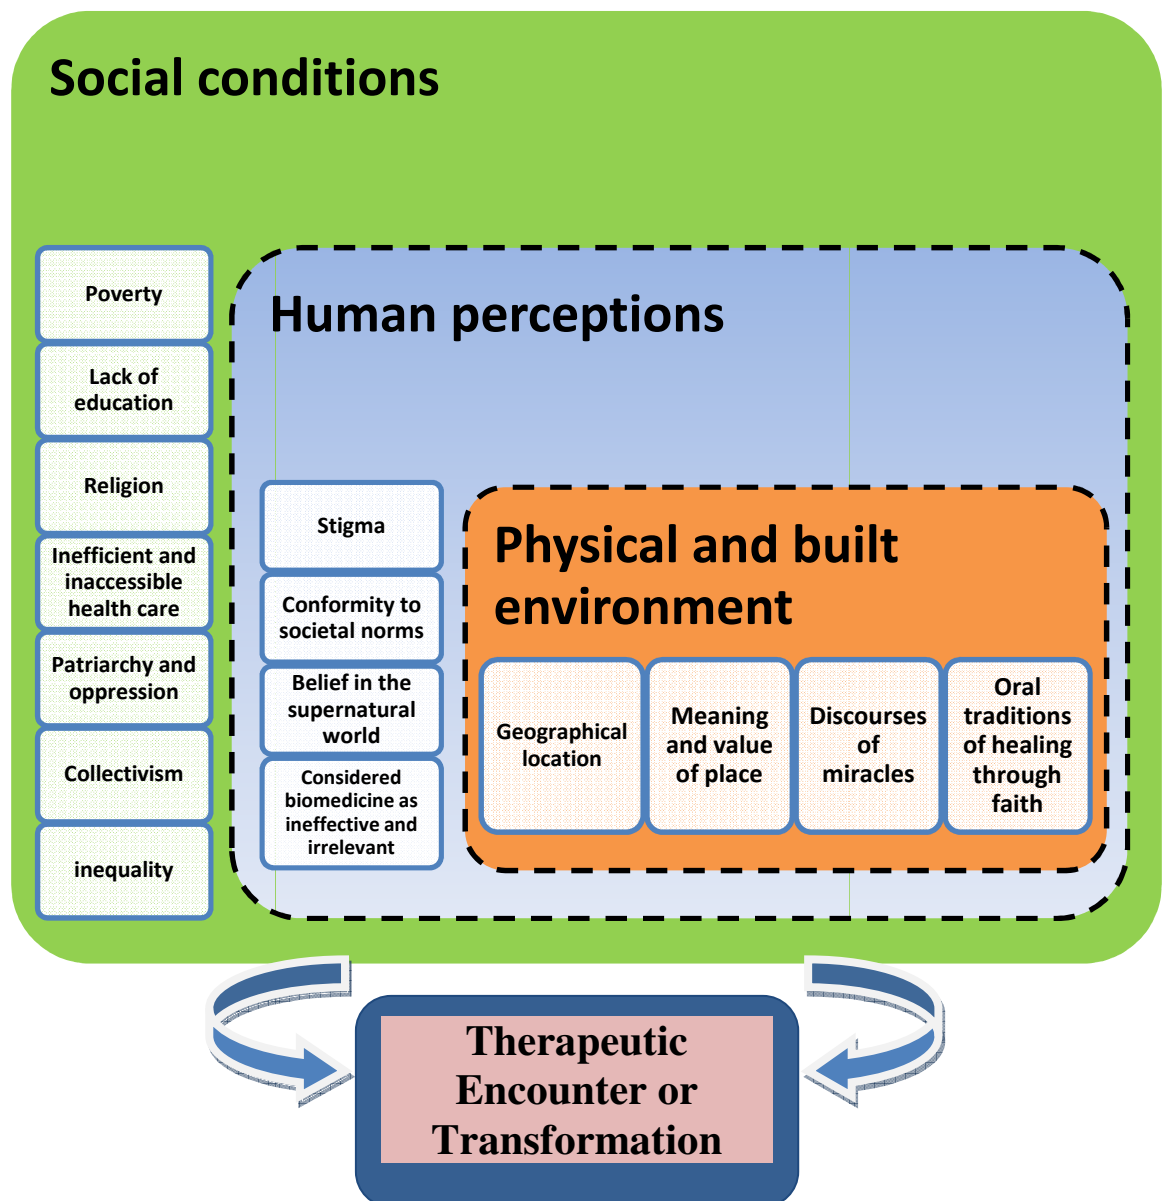 Social conditions
Poverty
Lack of
education
Religion
Inefficient and
inaccessible
health care
Patriarchy and
oppression
Collectivism
inequality
Human perceptions
Stigma
Conformity to
societal norms
Belief in the
supernatural
world
Considered
biomedicine as
ineffective and
irrelevant
Physical and built
environment
Geographical
location
Meaning
and value
of place
Discourses
of
miracles
Oral
traditions
of healing
through
faith
Therapeutic
Encounter or
Transformation